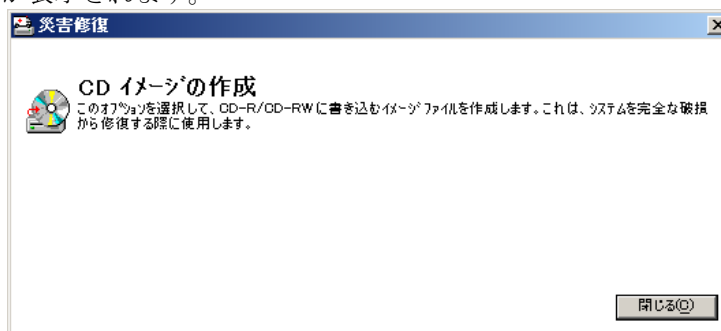 が表示されます。
災害修復
CD イメージの作成
このオプションを選択して、CD-R/CD-RWに書き込むイメージファイルを作成します。これは、システムを完全な破損
から修復する際に使用します。
閉じる(C)